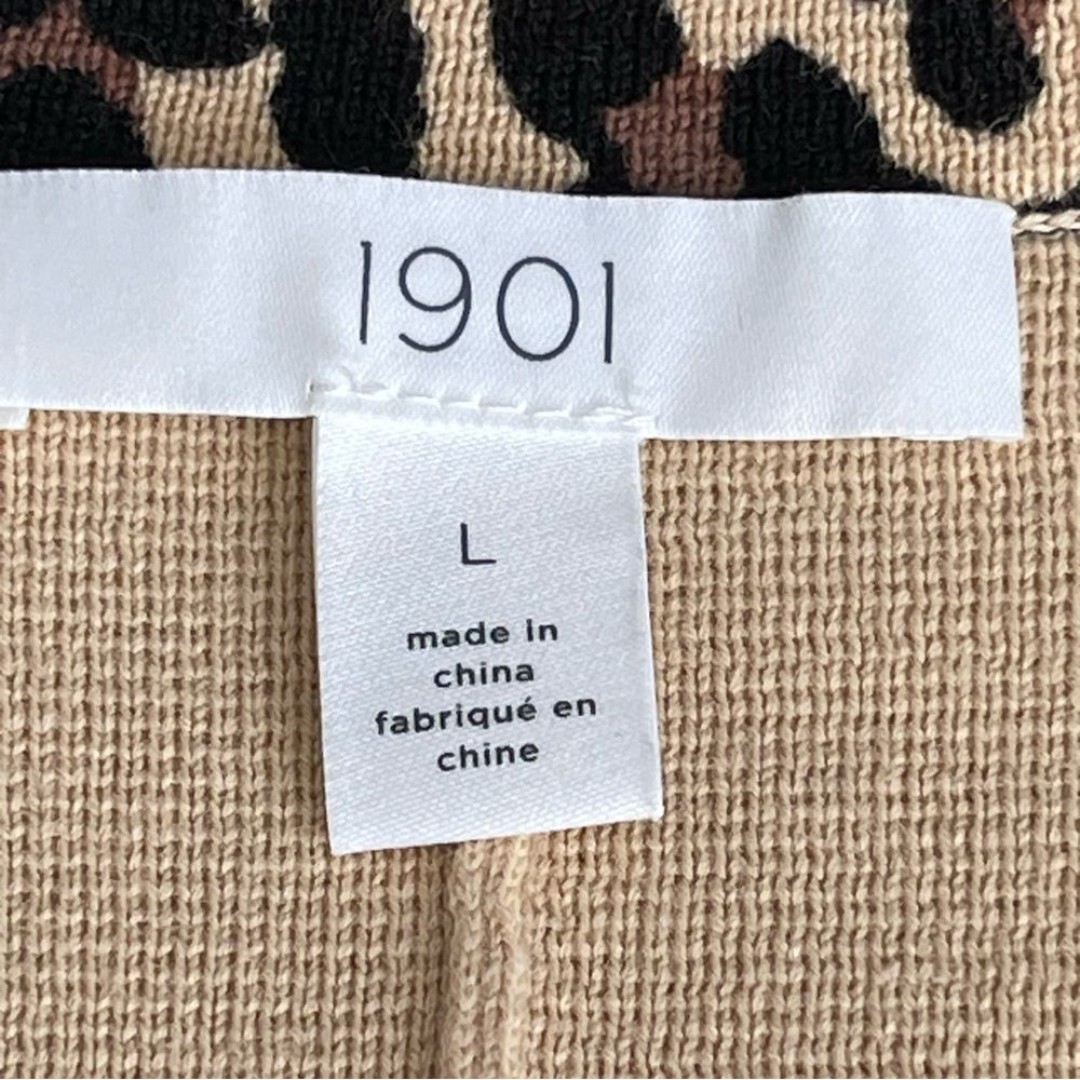 1901
L
made in
china
fabriqué en
chine